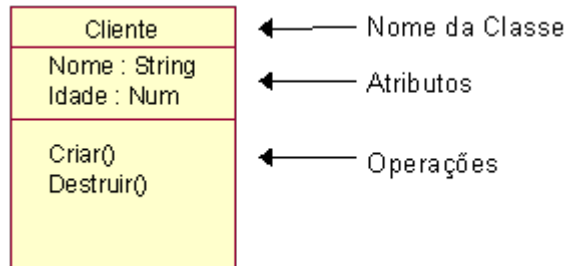 Cliente
Nome da Classe
Nome : String
Idade : Num
Atributos
Criar()
Destruir()
Operações